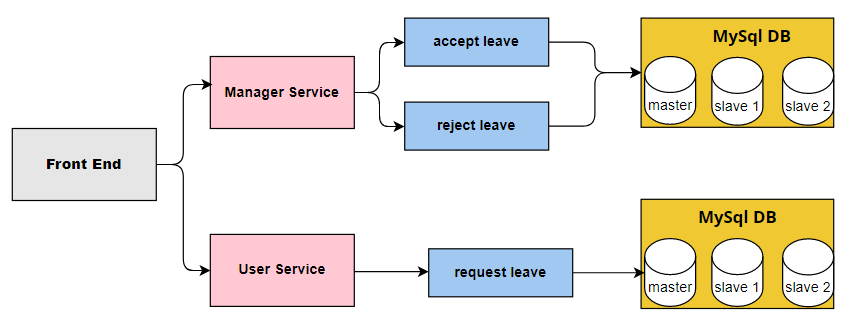 accept leave
MySql DB
Manager Service
master
slave 1
slave 2
reject leave
Front End
MySql DB
User Service
request leave
master
slave 1
slave 2